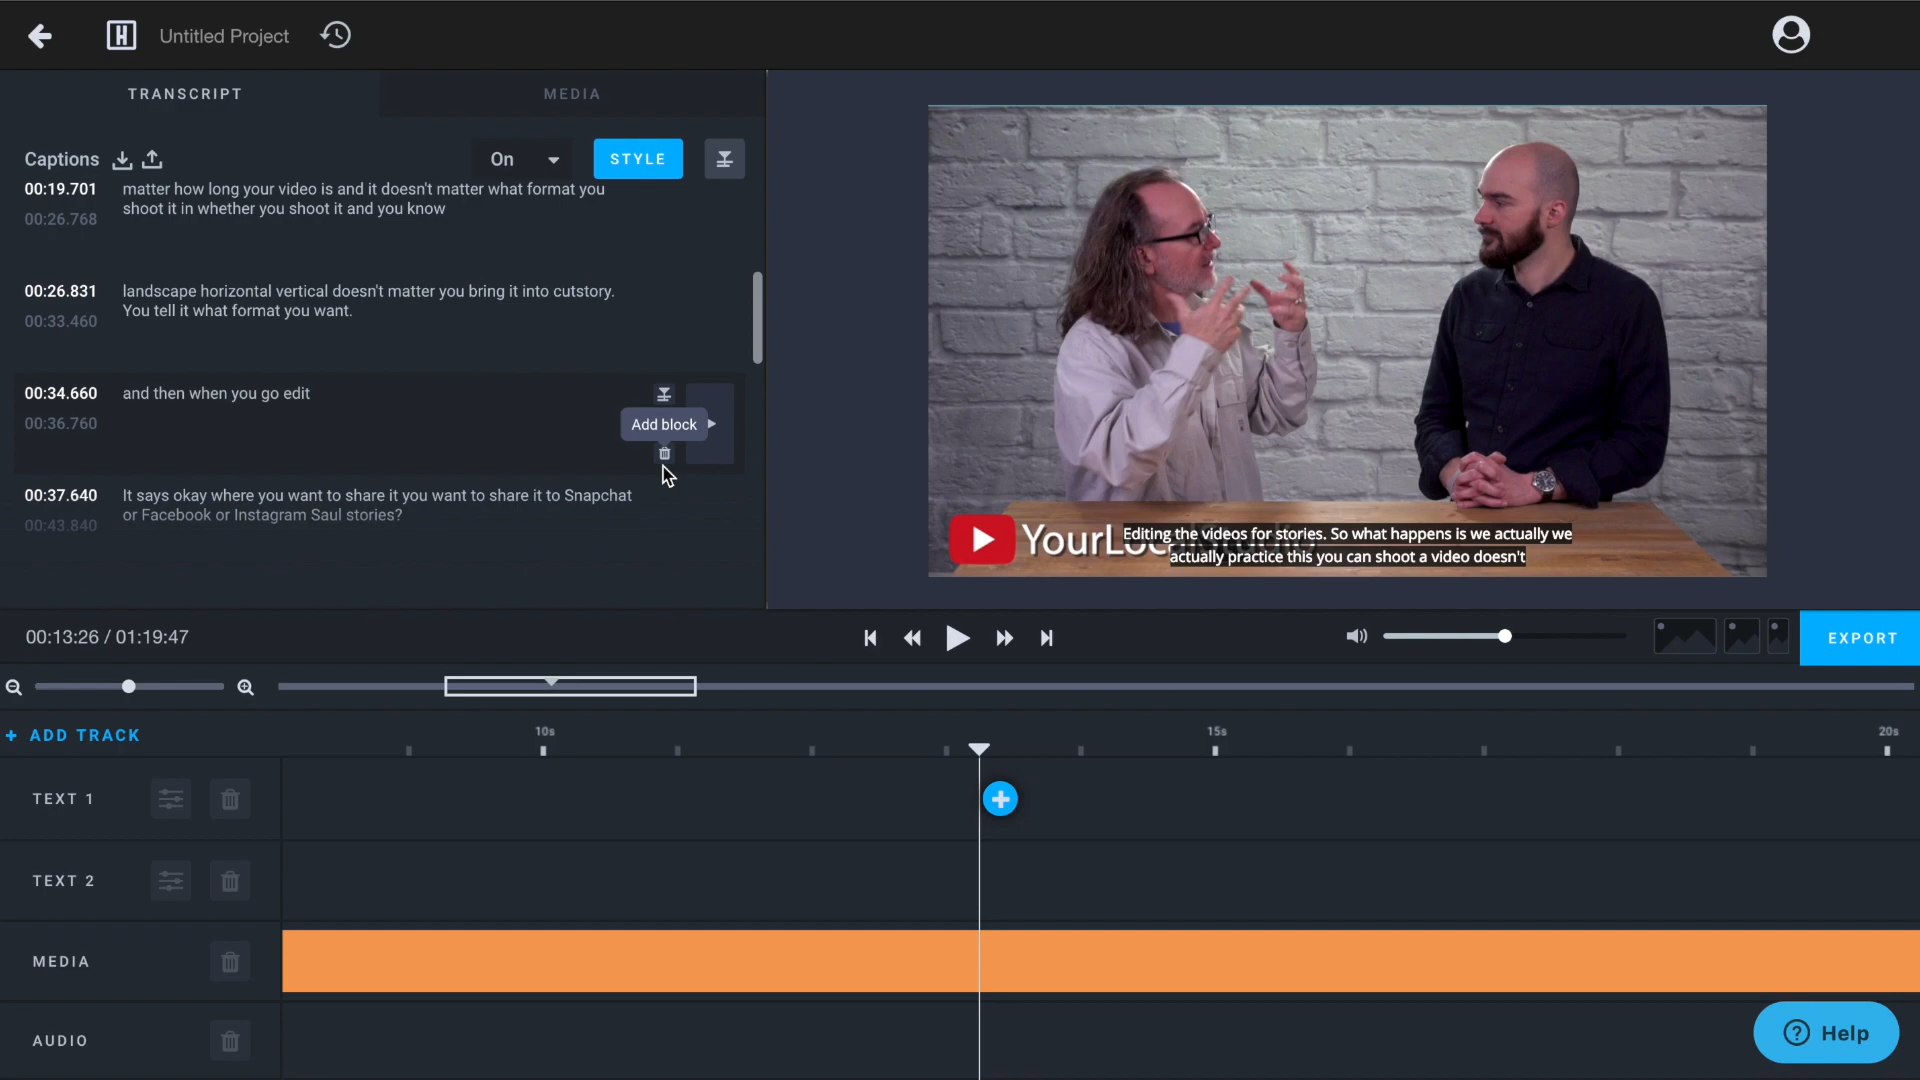 Untitled Project
TRANSCRIPT
MEDIA
Captions
On
STYLE
00:19.701
matter how long your video is and it doesn't matter what format you
shoot it in whether you shoot it and you know
00:26.768
00:26.831
landscape horizontal vertical doesn't matter you bring it into cutstory.
You tell it what format you want.
00:33.460
00:34.660
and then when you go edit
00:36.760
Add block
00:37.640
It says okay where you want to share it you want to share it to Snapchat
or Facebook or Instagram Saul stories?
00:43.840
Editing the videos for stories. So what happens is we actually we
actually practice this you can shoot a video doesn't
00:13:26 / 01:19:47
EXPORT
+ ADD TRACK
10s
15s
20s
TEXT 1
TEXT 2
MEDIA
AUDIO
Help